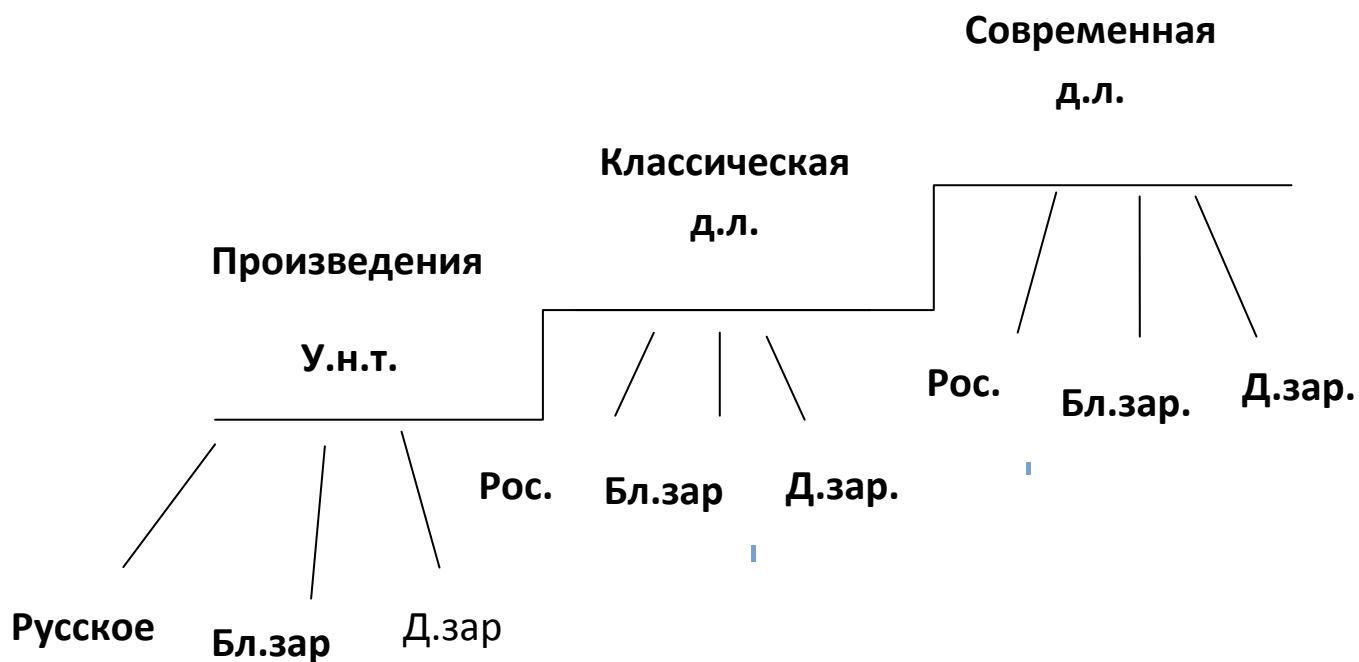 Современная
д.л.
Классическая
д.л.
Произведения
У.н.т.
Рос.
Бл.зар.
Д.зар.
Рос.
Бл.зар
Д.зар.
Русское
Бл.зар
Д.зар